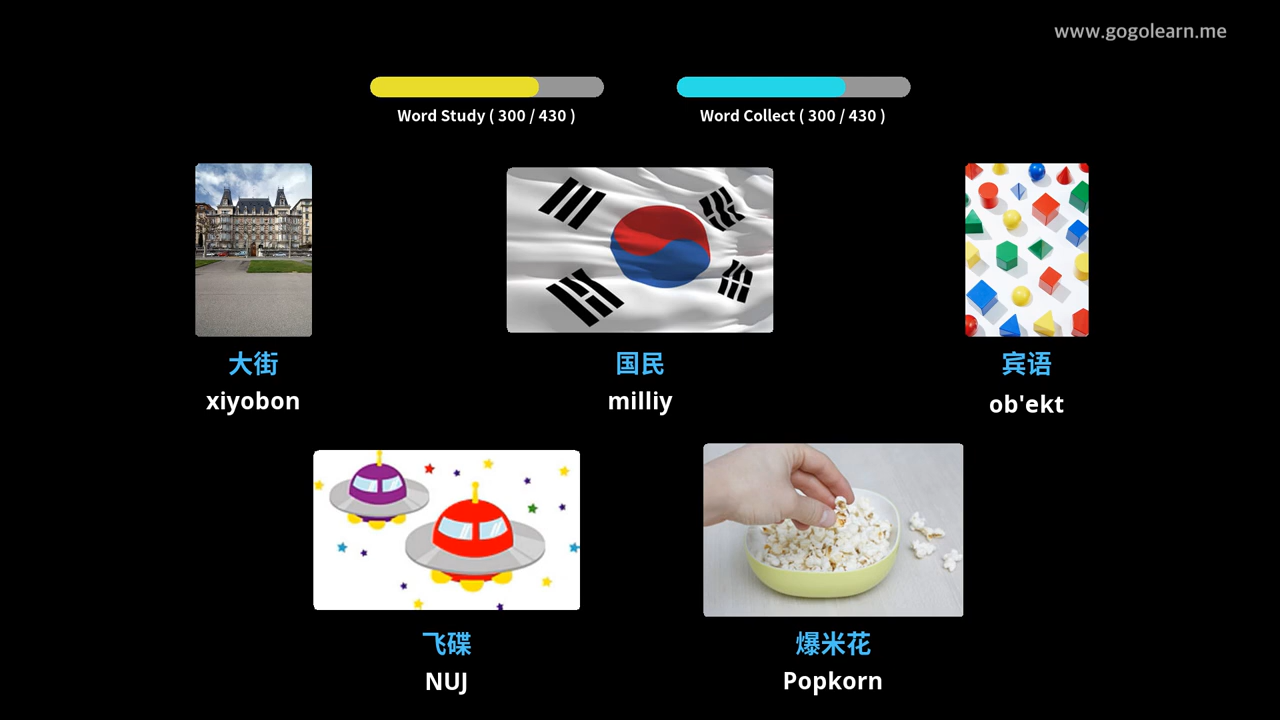 www.gogolearn.me
Word Study ( 300 / 430 )
Word Collect ( 300 / 430 )
大街
xiyobon
国民
milliy
宾语
ob'ekt
飞碟
NUJ
爆米花
Popkorn